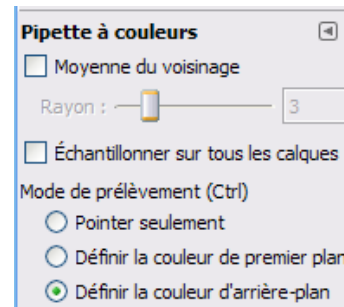 Pipette à couleurs
Moyenne du voisinage
Rayon : 3
Échantillonner sur tous les calques
Mode de prélèvement (Ctrl)
Pointer seulement
Définir la couleur de premier plan
Définir la couleur d'arrière-plan